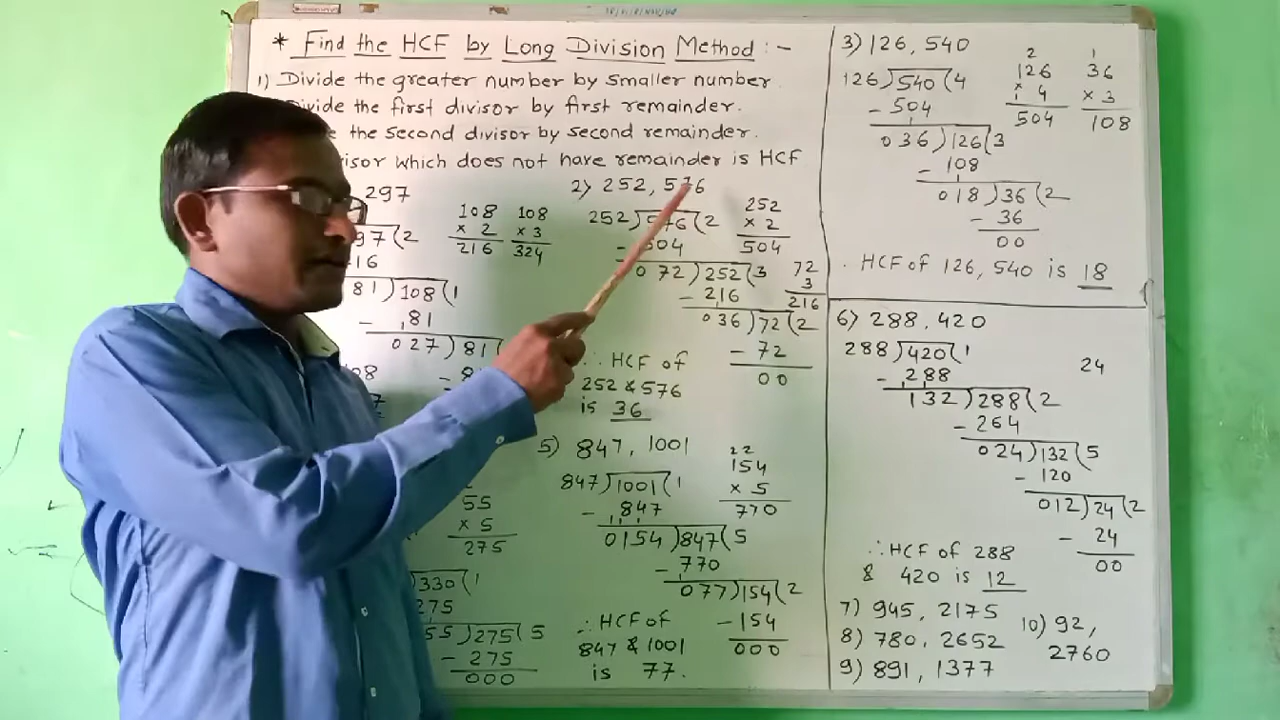 * Find the HCF by Long Division Method :-
1) Divide the greater number by smaller number.
ivide the first divisor by first remainder.
e the second divisor by second remainder.
visor which does not have remainder is HCF
297
97(2
16
81)108(1
- 81
027)81(
108 108
× 2 × 3
216 324
2) 252, 576
252)576(2
- 504
072)252(3
- 216
036)72(2
- 72
00
252
× 2
504
72
3
216
∴ HCF of
252 & 576
is 36
55
× 5
275
330(1
275
55)275(5
- 275
000
5) 847, 1001
847)1001(1
- 847
0154)847(5
- 770
077)154(2
- 154
000
22
154
× 5
770
∴ HCF of
847 & 1001
is 77.
3) 126, 540
126)540(4
- 504
036)126(3
- 108
018)36(2
- 36
00
2 1
126 36
× 4 × 3
504 108
. HCF of 126, 540 is 18
6) 288, 420
288)420(1
- 288
132)288(2
- 264
024)132(5
- 120
012)24(2
- 24
00
24
∴ HCF of 288
& 420 is 12
7) 945, 2175
8) 780, 2652
9) 891, 1377
10) 92,
2760